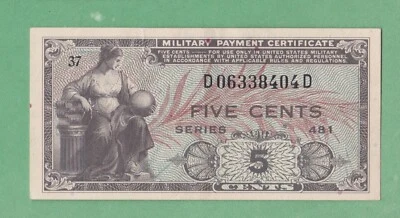 MILITARY PAYMENT CERTIFICATE
FIVE CENTS — FOR USE ONLY IN UNITED STATES MILITARY
ESTABLISHMENTS BY UNITED STATES AUTHORIZED PERSONNEL
IN ACCORDANCE WITH APPLICABLE RULES AND REGULATIONS.
37
D06338404D
FIVE CENTS
SERIES 481
5
CENTS